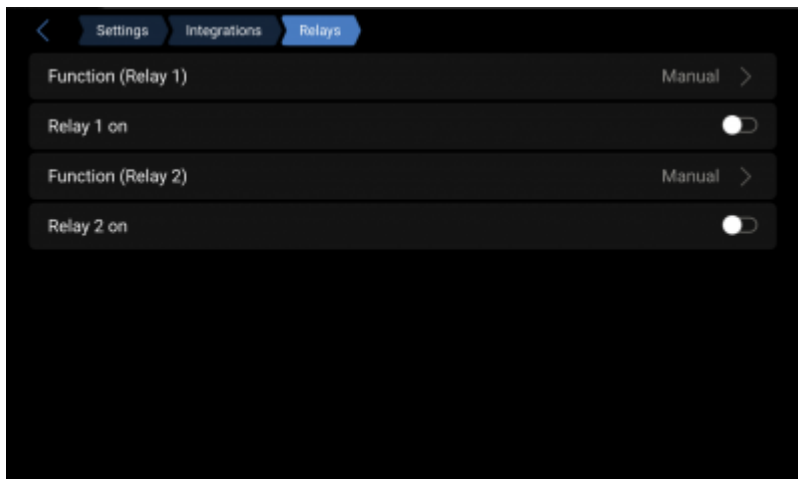 Settings Integrations Relays
Function (Relay 1) Manual
Relay 1 on
Function (Relay 2) Manual
Relay 2 on